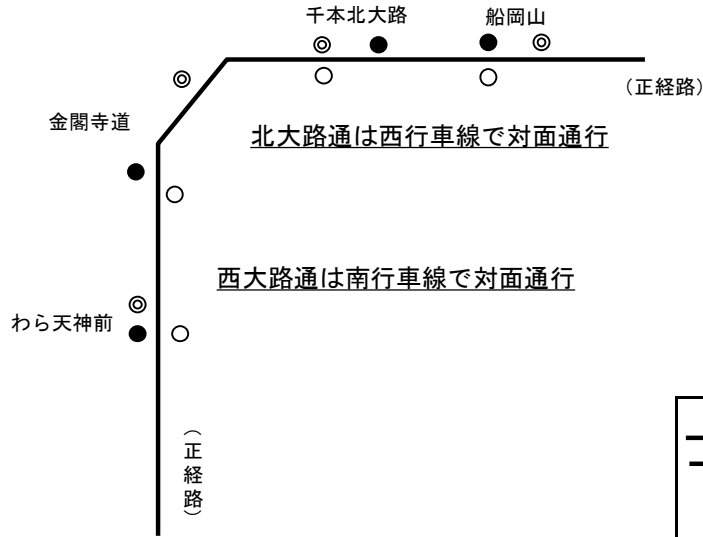 千本北大路
船岡山
(正経路)
金閣寺道
北大路通は西行車線で対面通行
西大路通は南行車線で対面通行
わら天神前
(正経路)